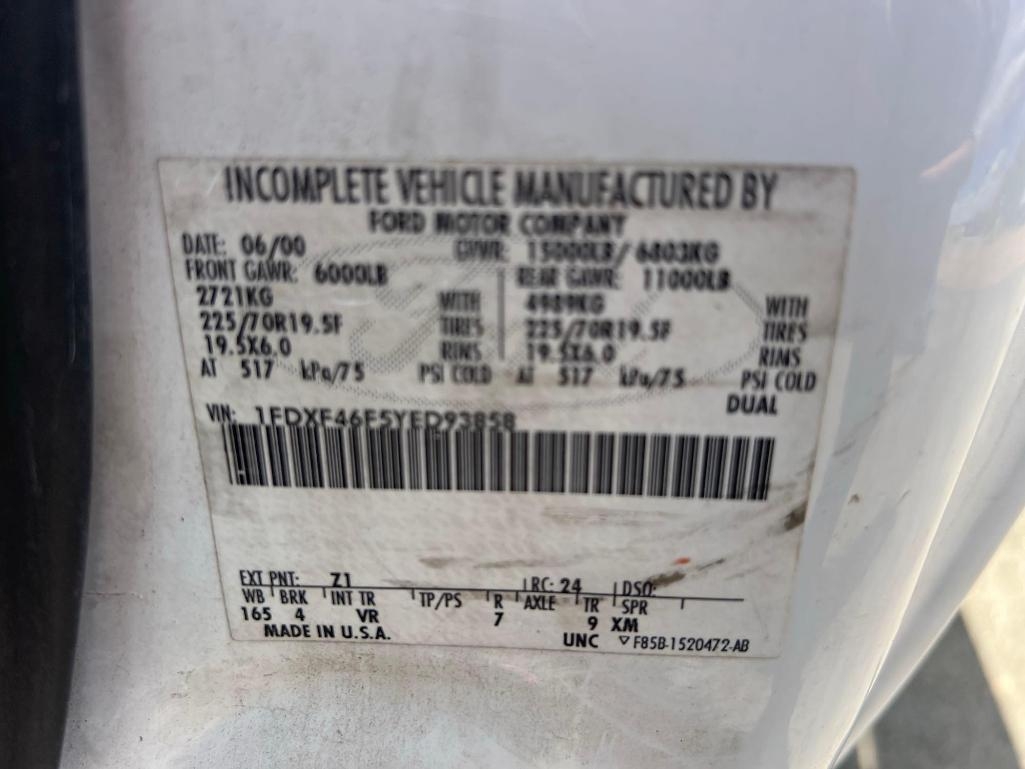 INCOMPLETE VEHICLE MANUFACTURED BY
FORD MOTOR COMPANY
DATE: 06/00 GVWR: 15000LB/ 6803KG
FRONT GAWR: 6000LB REAR GAWR: 11000LB
2721KG WITH 4989KG WITH
225/70R19.5F TIRES 225/70R19.5F TIRES
19.5X6.0 RIMS 19.5X6.0 RIMS
AT 517 kPa/75 PSI COLD AT 517 kPa/75 PSI COLD
DUAL
VIN: 1FDXF46F5YED93858
EXT PNT: Z1 RC: 24 DSO:
WB BRK INT TR TP/PS R AXLE TR SPR
165 4 VR 7 9 XM
MADE IN U.S.A. UNC F85B-1520472-AB